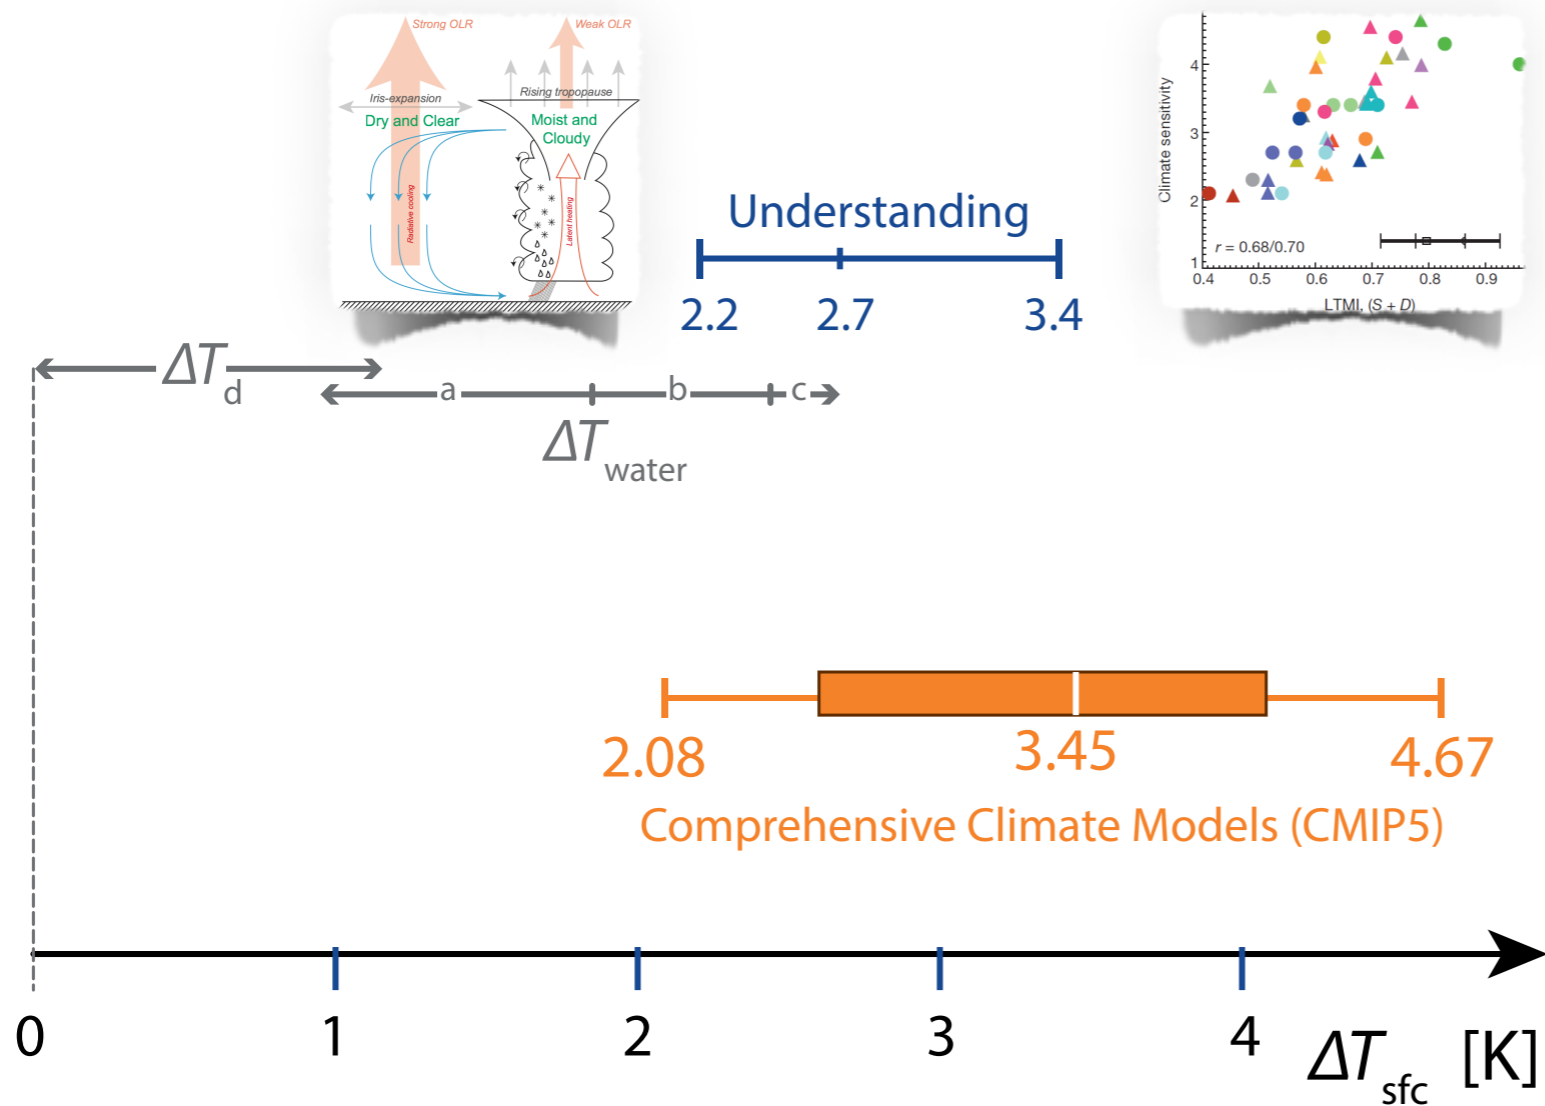 Strong OLR
Weak OLR
Iris-expansion
Rising tropopause
Dry and Clear
Moist and
Cloudy
Radiative cooling
Latent heating
Climate sensitivity
4
3
2
1
r = 0.68/0.70
0.4 0.5 0.6 0.7 0.8 0.9
LTMI, (S + D)
Understanding
2.2 2.7 3.4
ΔTd
a b c
ΔTwater
2.08 3.45 4.67
Comprehensive Climate Models (CMIP5)
0 1 2 3 4
ΔTsfc [K]